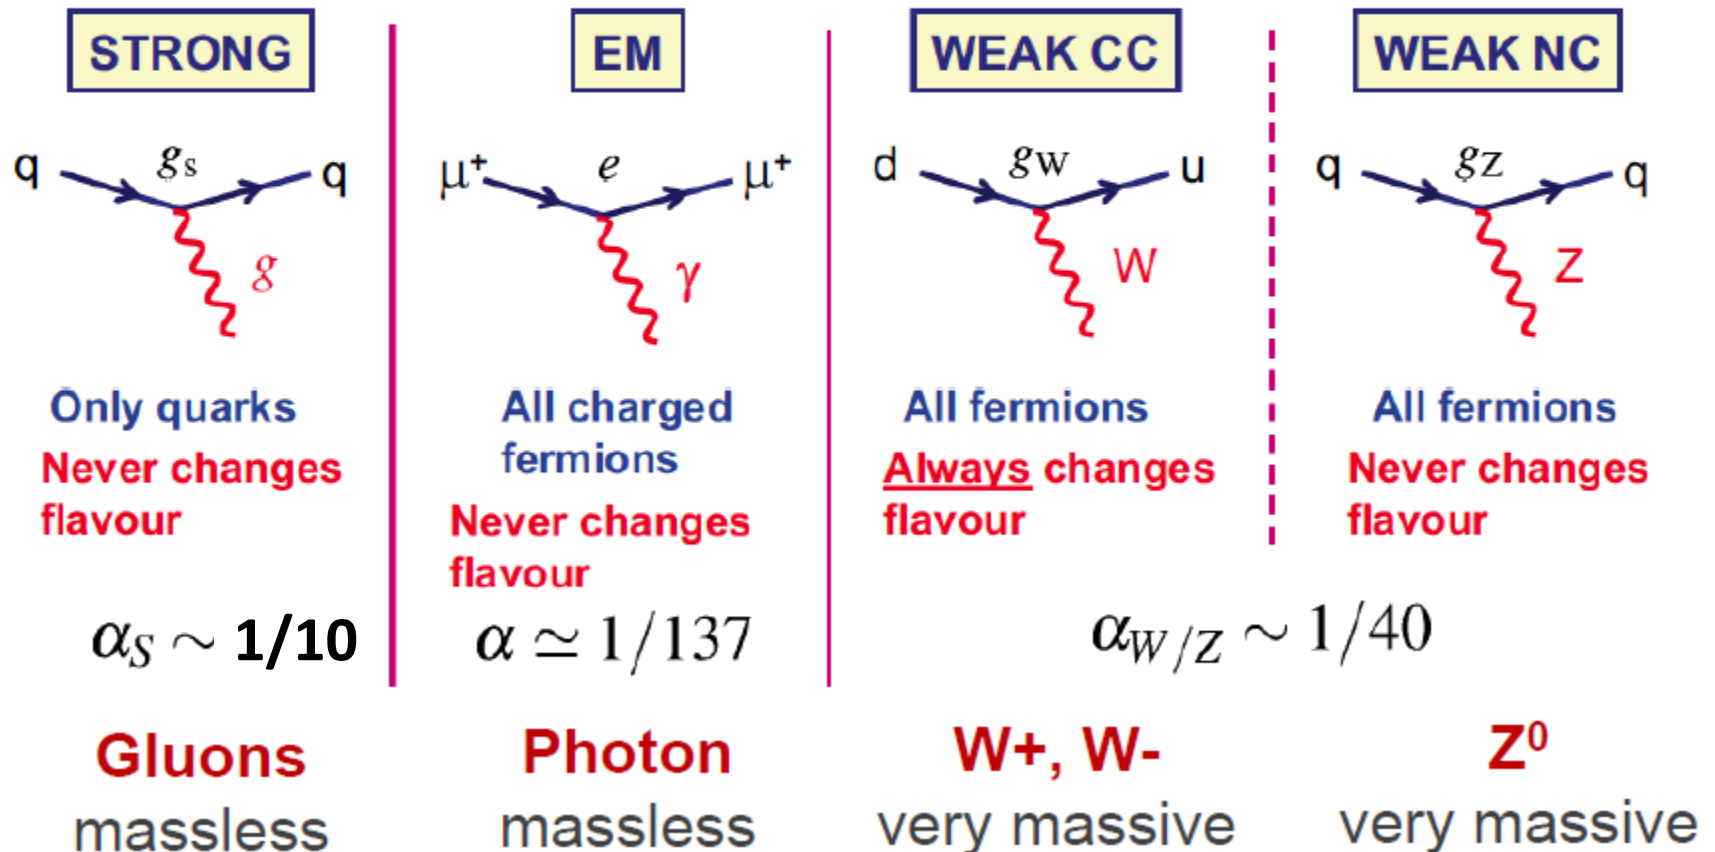 STRONG
EM
WEAK CC
WEAK NC
q gs q
g
μ+ e μ+
γ
d gw u
W
q gz q
Z
Only quarks
Never changes
flavour
All charged
fermions
Never changes
flavour
All fermions
Always changes
flavour
All fermions
Never changes
flavour
αS ∼ 1/10
α ≃ 1/137
αW/Z ∼ 1/40
Gluons
massless
Photon
massless
W+, W-
very massive
Z⁰
very massive